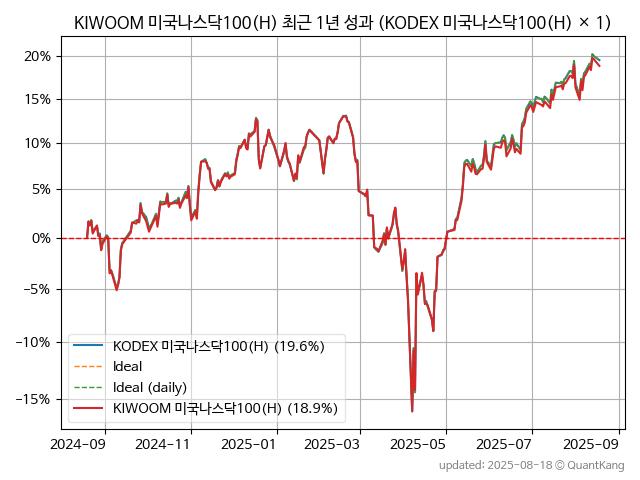 KIWOOM 미국나스닥100(H) 최근 1년 성과 (KODEX 미국나스닥100(H) × 1)
20%
15%
10%
5%
0%
−5%
−10%
−15%
KODEX 미국나스닥100(H) (19.6%)
Ideal
Ideal (daily)
KIWOOM 미국나스닥100(H) (18.9%)
2024−09
2024−11
2025−01
2025−03
2025−05
2025−07
2025−09
updated: 2025-08-18 © QuantKang